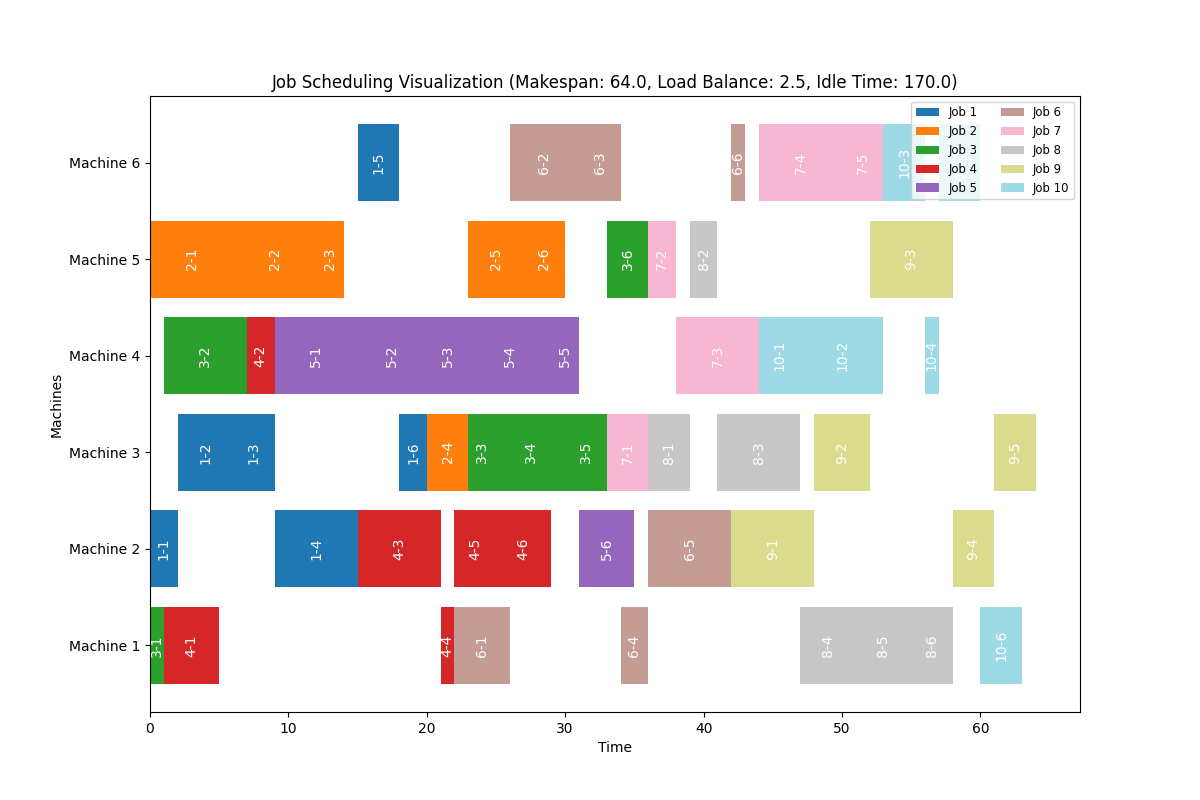 Job Scheduling Visualization (Makespan: 64.0, Load Balance: 2.5, Idle Time: 170.0)
Job 1 Job 6
Job 2 Job 7
Job 3 Job 8
Job 4 Job 9
Job 5 Job 10
Machine 6 1-5 6-2 6-3 6-6 7-4 7-5 10-3
Machine 5 2-1 2-2 2-3 2-5 2-6 3-6 7-2 8-2 9-3
Machine 4 3-2 4-2 5-1 5-2 5-3 5-4 5-5 7-3 10-1 10-2 10-4
Machine 3 1-2 1-3 1-6 2-4 3-3 3-4 3-5 7-1 8-1 8-3 9-2 9-5
Machine 2 1-1 1-4 4-3 4-5 4-6 5-6 6-5 9-1 9-4
Machine 1 3-1 4-1 4-4 6-1 6-4 8-4 8-5 8-6 10-6
Machines
0 10 20 30 40 50 60
Time